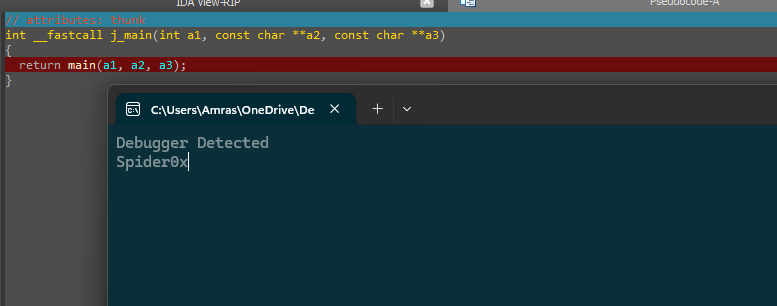 IDA View-RIP
Pseudocode-A
// attributes: thunk
int __fastcall j_main(int a1, const char **a2, const char **a3)
{
return main(a1, a2, a3);
}
C:\Users\Amras\OneDrive\De
Debugger Detected
Spider0x